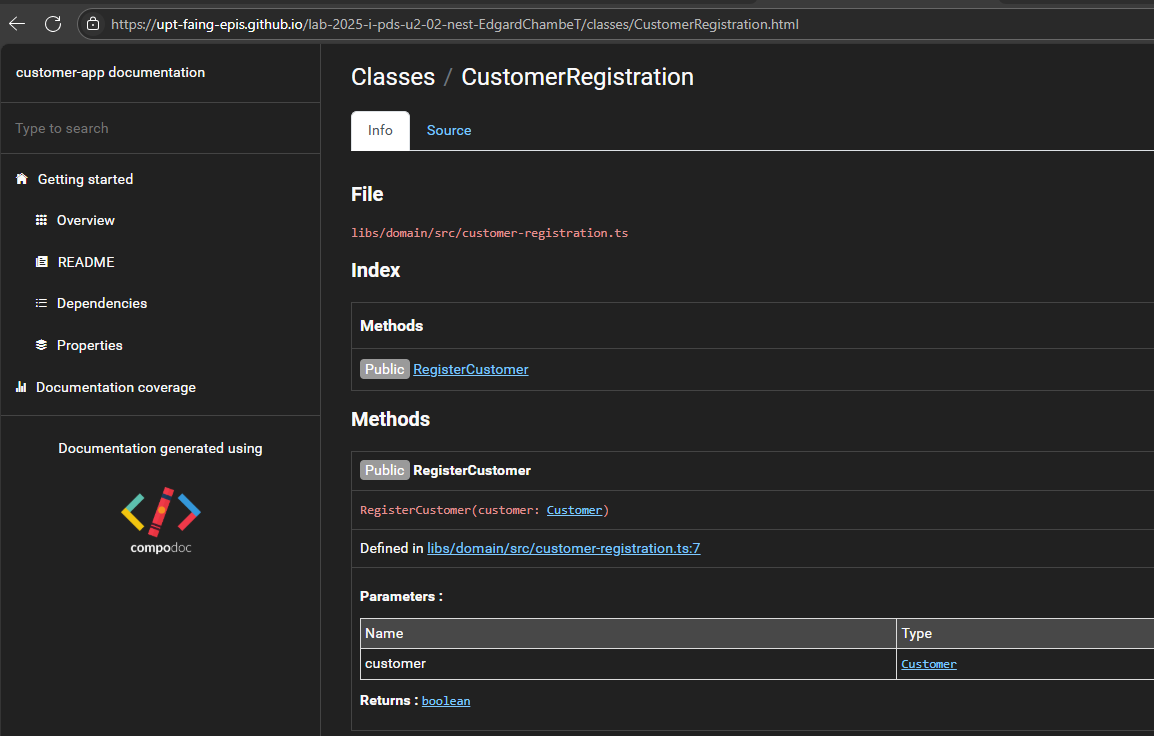 https://upt-faing-epis.github.io/lab-2025-i-pds-u2-02-nest-EdgardChambeT/classes/CustomerRegistration.html
customer-app documentation
Type to search
Getting started
Overview
README
Dependencies
Properties
Documentation coverage
Documentation generated using
compodoc
Classes / CustomerRegistration
Info
Source
File
libs/domain/src/customer-registration.ts
Index
Methods
Public RegisterCustomer
Methods
Public RegisterCustomer
RegisterCustomer(customer: Customer)
Defined in libs/domain/src/customer-registration.ts:7
Parameters :
Name Type
customer Customer
Returns : boolean